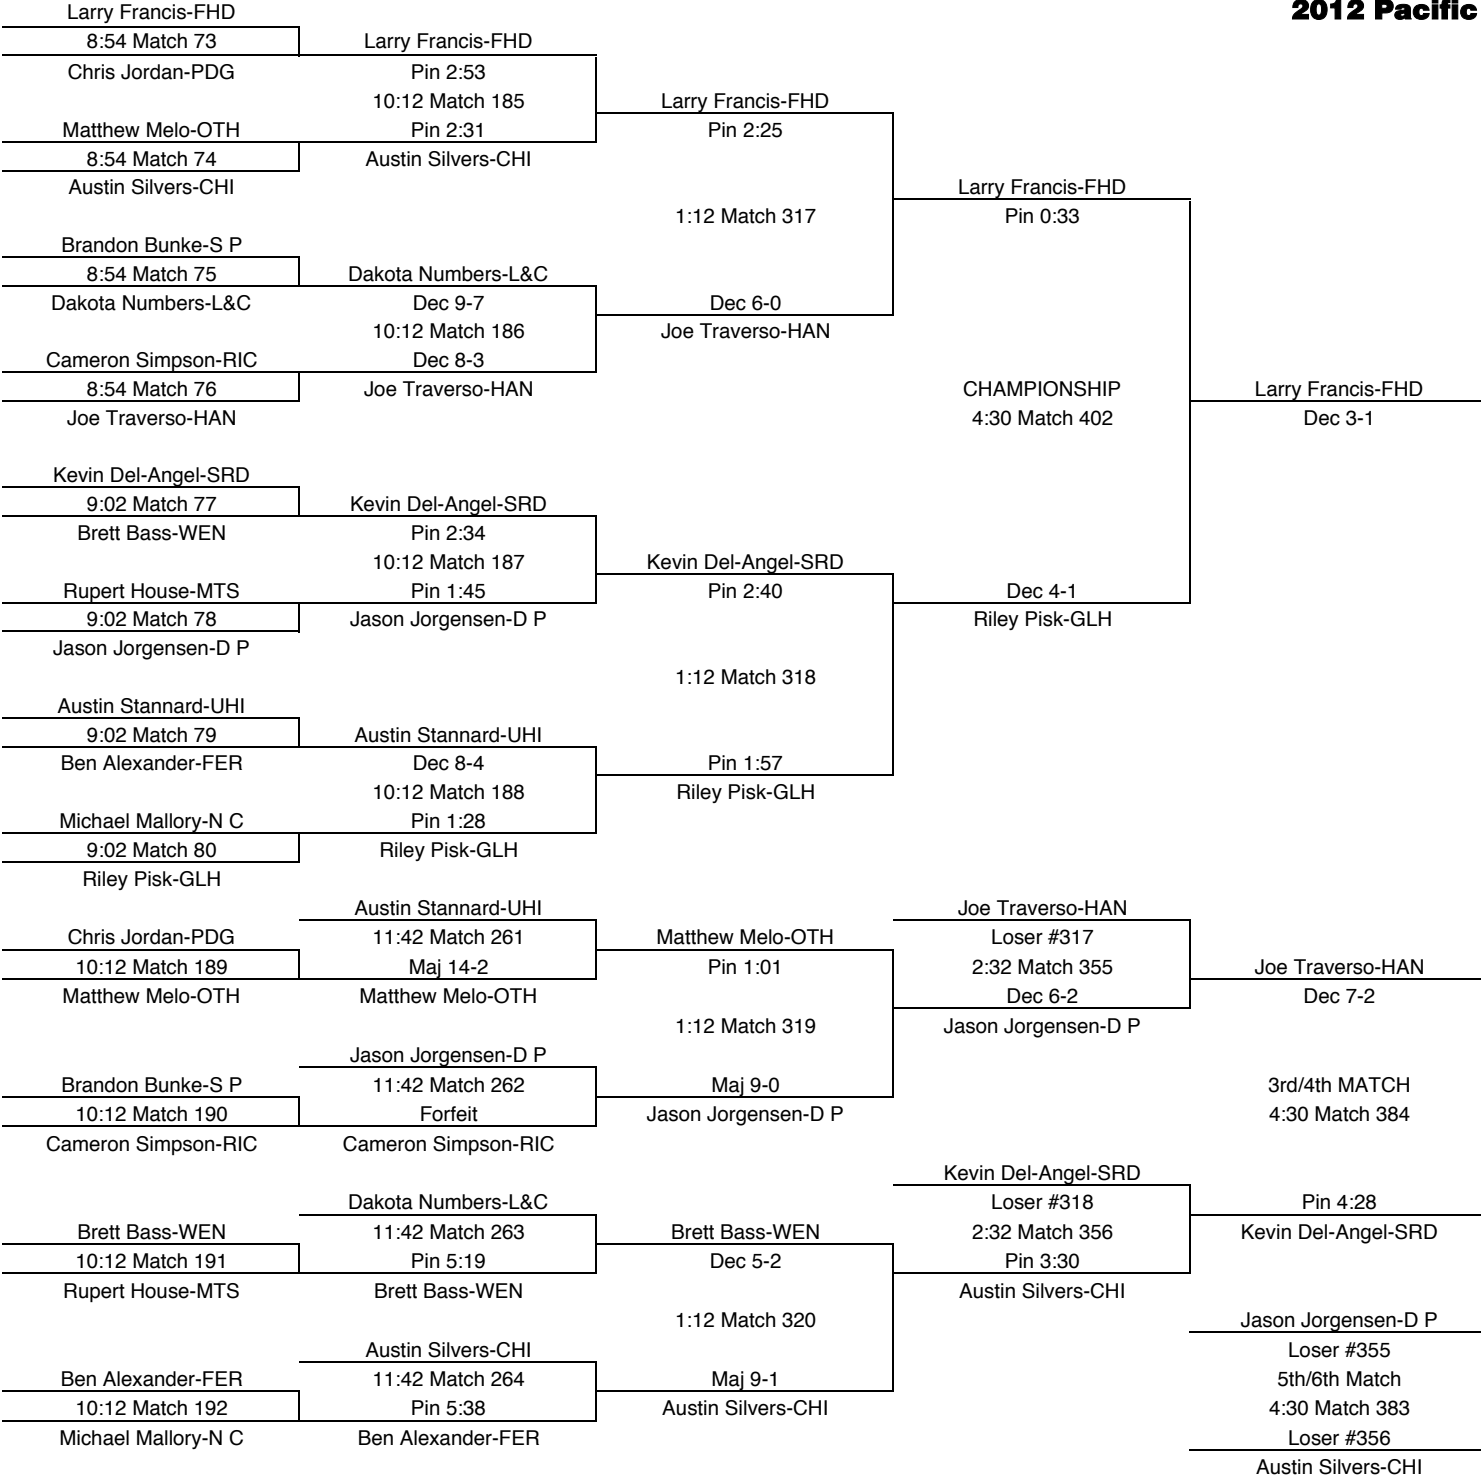 2012 Pacific
Larry Francis-FHD
8:54 Match 73
Chris Jordan-PDG
Matthew Melo-OTH
8:54 Match 74
Austin Silvers-CHI
Brandon Bunke-S P
8:54 Match 75
Dakota Numbers-L&C
Cameron Simpson-RIC
8:54 Match 76
Joe Traverso-HAN
Kevin Del-Angel-SRD
9:02 Match 77
Brett Bass-WEN
Rupert House-MTS
9:02 Match 78
Jason Jorgensen-D P
Austin Stannard-UHI
9:02 Match 79
Ben Alexander-FER
Michael Mallory-N C
9:02 Match 80
Riley Pisk-GLH
Larry Francis-FHD
Pin 2:53
10:12 Match 185
Pin 2:31
Austin Silvers-CHI
Dakota Numbers-L&C
Dec 9-7
10:12 Match 186
Dec 8-3
Joe Traverso-HAN
Kevin Del-Angel-SRD
Pin 2:34
10:12 Match 187
Pin 1:45
Jason Jorgensen-D P
Austin Stannard-UHI
Dec 8-4
10:12 Match 188
Pin 1:28
Riley Pisk-GLH
Larry Francis-FHD
Pin 2:25
1:12 Match 317
Dec 6-0
Joe Traverso-HAN
Kevin Del-Angel-SRD
Pin 2:40
1:12 Match 318
Pin 1:57
Riley Pisk-GLH
Larry Francis-FHD
Pin 0:33
CHAMPIONSHIP
4:30 Match 402
Dec 4-1
Riley Pisk-GLH
Larry Francis-FHD
Dec 3-1
Chris Jordan-PDG
10:12 Match 189
Matthew Melo-OTH
Brandon Bunke-S P
10:12 Match 190
Cameron Simpson-RIC
Brett Bass-WEN
10:12 Match 191
Rupert House-MTS
Ben Alexander-FER
10:12 Match 192
Michael Mallory-N C
Austin Stannard-UHI
11:42 Match 261
Maj 14-2
Matthew Melo-OTH
Jason Jorgensen-D P
11:42 Match 262
Forfeit
Cameron Simpson-RIC
Dakota Numbers-L&C
11:42 Match 263
Pin 5:19
Brett Bass-WEN
Austin Silvers-CHI
11:42 Match 264
Pin 5:38
Ben Alexander-FER
Matthew Melo-OTH
Pin 1:01
1:12 Match 319
Maj 9-0
Jason Jorgensen-D P
Brett Bass-WEN
Dec 5-2
1:12 Match 320
Maj 9-1
Austin Silvers-CHI
Joe Traverso-HAN
Loser #317
2:32 Match 355
Dec 6-2
Jason Jorgensen-D P
Kevin Del-Angel-SRD
Loser #318
2:32 Match 356
Pin 3:30
Austin Silvers-CHI
Joe Traverso-HAN
Dec 7-2
3rd/4th MATCH
4:30 Match 384
Pin 4:28
Kevin Del-Angel-SRD
Jason Jorgensen-D P
Loser #355
5th/6th Match
4:30 Match 383
Loser #356
Austin Silvers-CHI